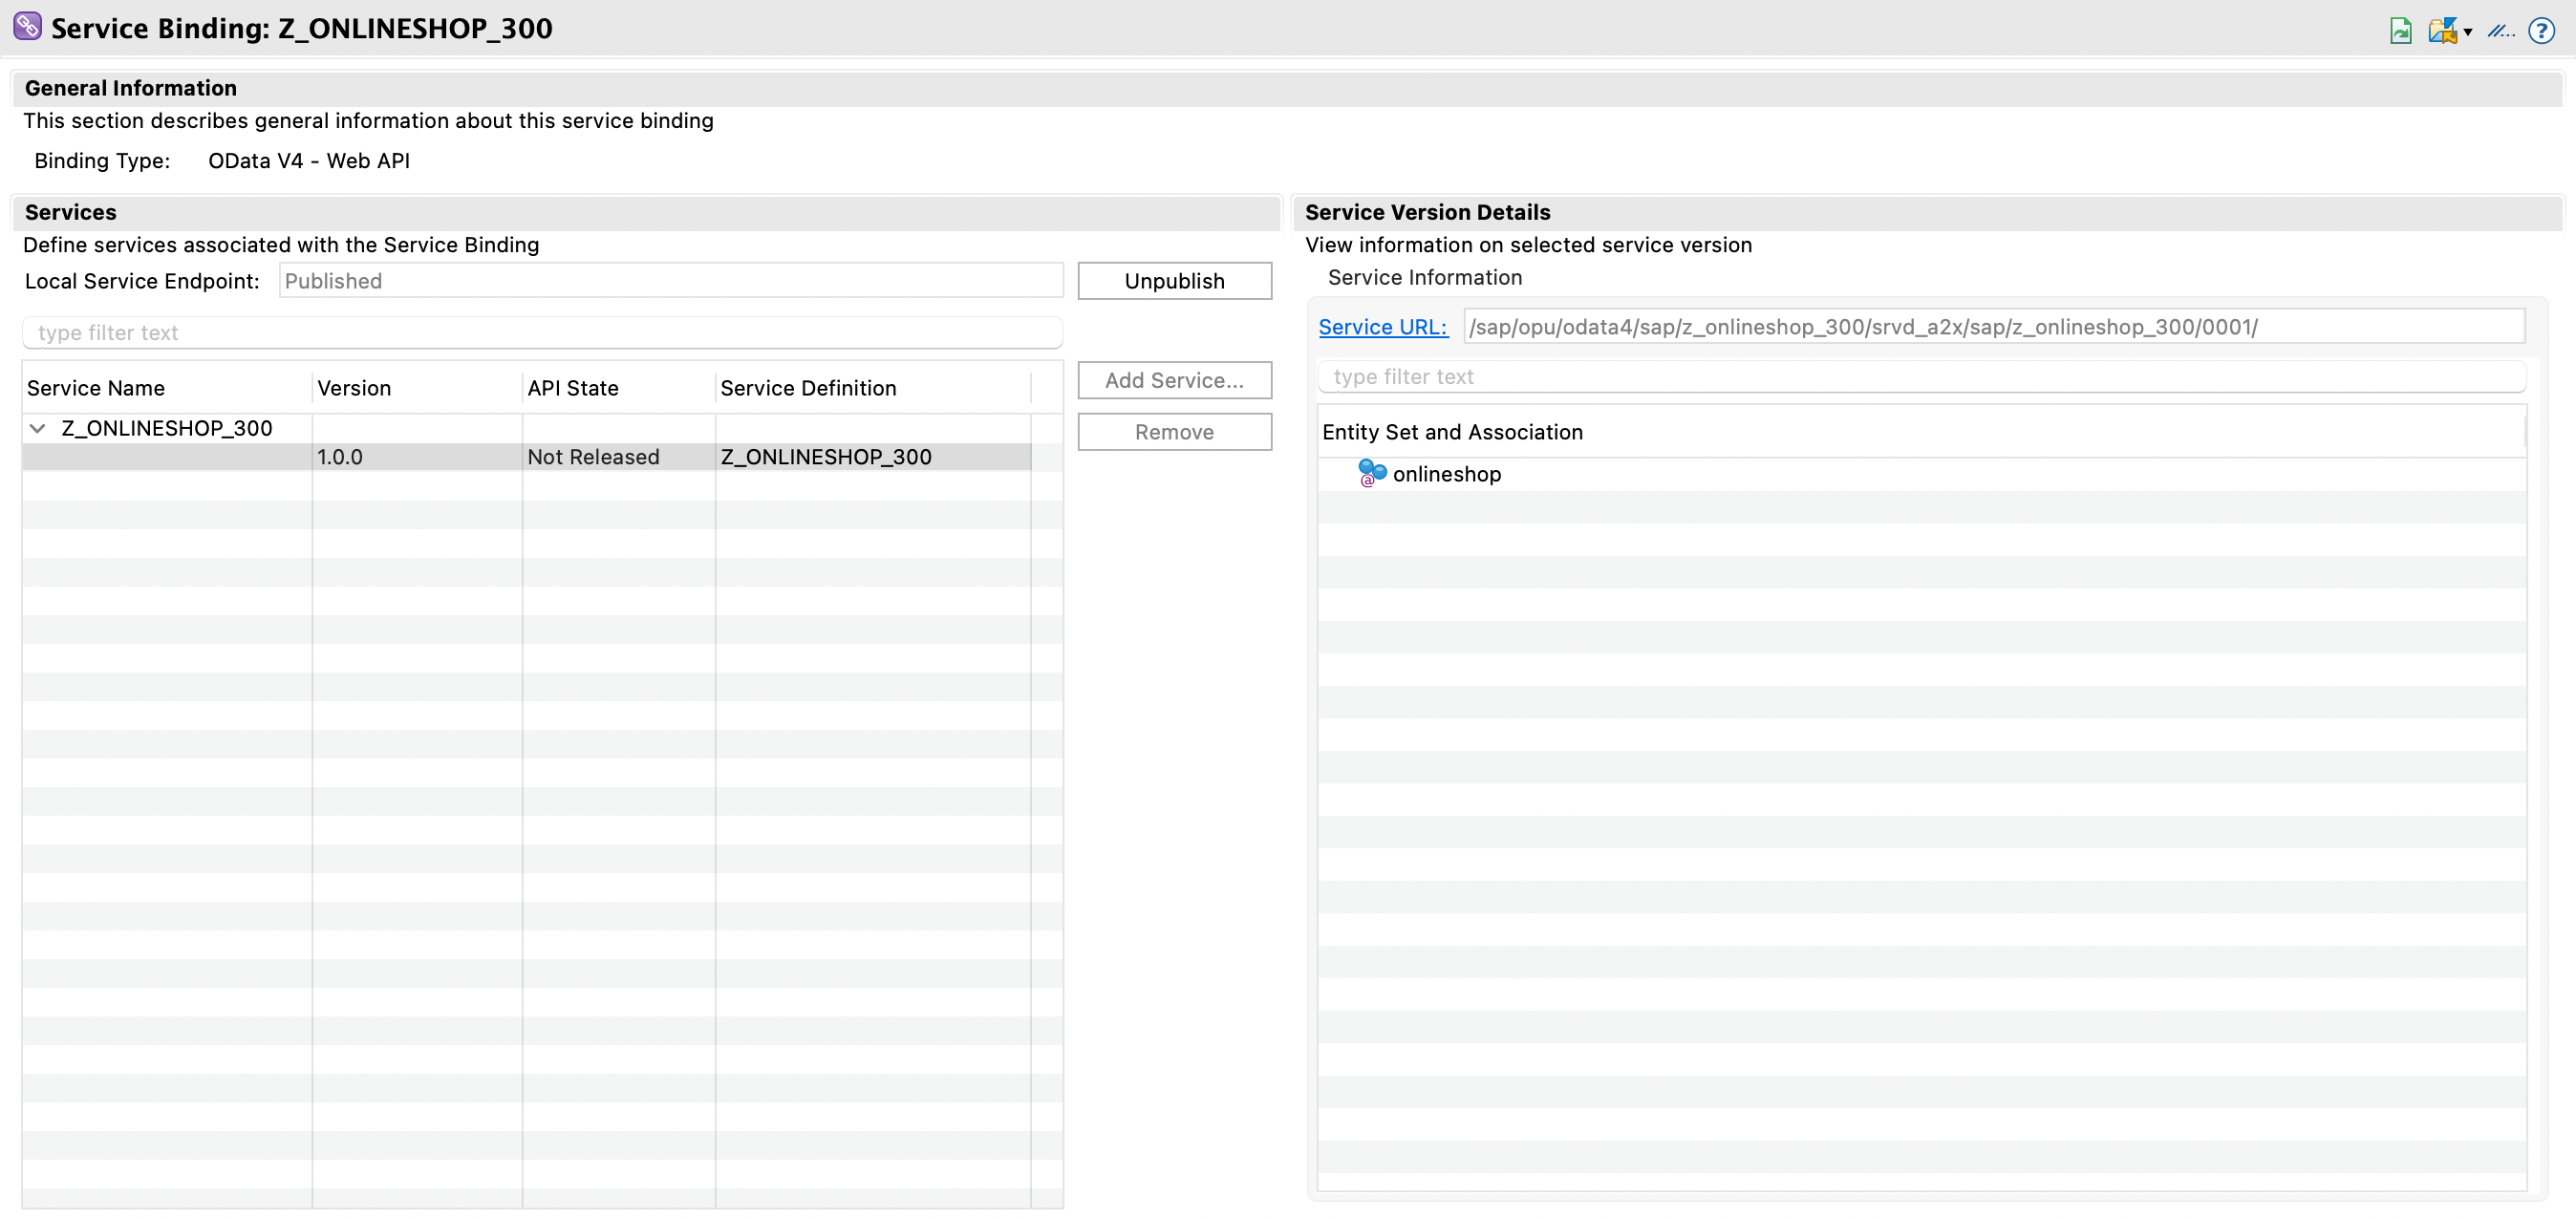 Service Binding: Z_ONLINESHOP_300
General Information
This section describes general information about this service binding
Binding Type: OData V4 - Web API
Services
Define services associated with the Service Binding
Local Service Endpoint: Published Unpublish
type filter text
Service Name Version API State Service Definition Add Service...
Z_ONLINESHOP_300 Remove
1.0.0 Not Released Z_ONLINESHOP_300
Service Version Details
View information on selected service version
Service Information
Service URL: /sap/opu/odata4/sap/z_onlineshop_300/srvd_a2x/sap/z_onlineshop_300/0001/
type filter text
Entity Set and Association
onlineshop